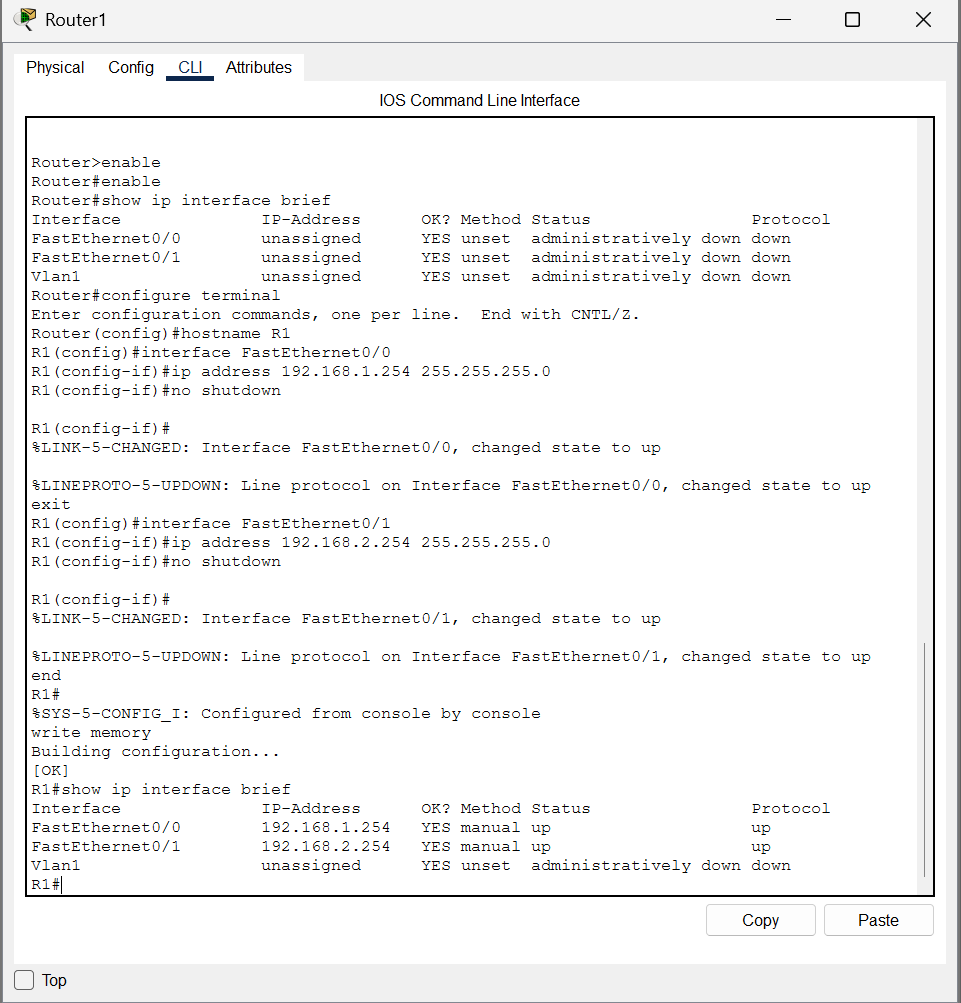 Router1
Physical Config CLI Attributes
IOS Command Line Interface
Router>enable
Router#enable
Router#show ip interface brief
Interface              IP-Address      OK? Method Status                Protocol
FastEthernet0/0        unassigned      YES unset  administratively down down
FastEthernet0/1        unassigned      YES unset  administratively down down
Vlan1                  unassigned      YES unset  administratively down down
Router#configure terminal
Enter configuration commands, one per line.  End with CNTL/Z.
Router(config)#hostname R1
R1(config)#interface FastEthernet0/0
R1(config-if)#ip address 192.168.1.254 255.255.255.0
R1(config-if)#no shutdown
R1(config-if)#
%LINK-5-CHANGED: Interface FastEthernet0/0, changed state to up
%LINEPROTO-5-UPDOWN: Line protocol on Interface FastEthernet0/0, changed state to up
exit
R1(config)#interface FastEthernet0/1
R1(config-if)#ip address 192.168.2.254 255.255.255.0
R1(config-if)#no shutdown
R1(config-if)#
%LINK-5-CHANGED: Interface FastEthernet0/1, changed state to up
%LINEPROTO-5-UPDOWN: Line protocol on Interface FastEthernet0/1, changed state to up
end
R1#
%SYS-5-CONFIG_I: Configured from console by console
write memory
Building configuration...
[OK]
R1#show ip interface brief
Interface              IP-Address      OK? Method Status                Protocol
FastEthernet0/0        192.168.1.254   YES manual up                    up
FastEthernet0/1        192.168.2.254   YES manual up                    up
Vlan1                  unassigned      YES unset  administratively down down
R1#
Copy Paste
Top